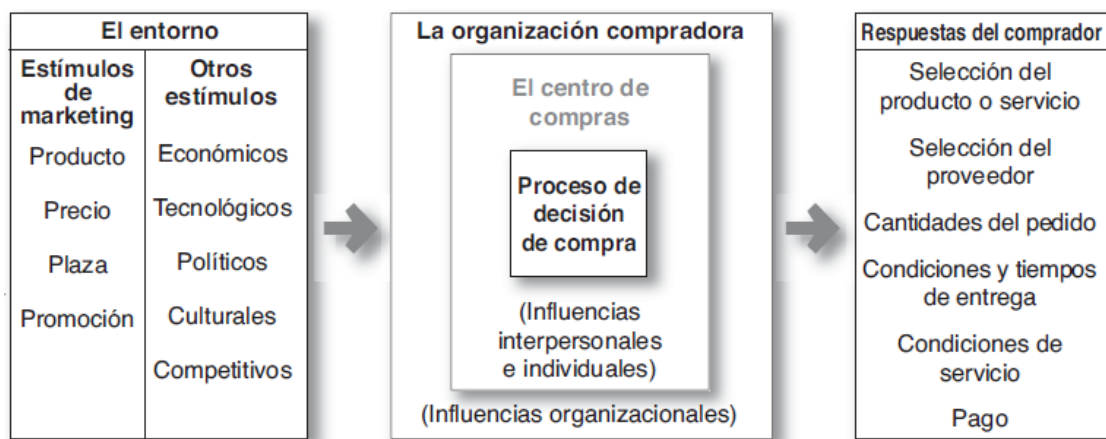 El entorno
Estímulos
de
marketing
Producto
Precio
Plaza
Promoción
Otros
estímulos
Económicos
Tecnológicos
Políticos
Culturales
Competitivos
La organización compradora
El centro de
compras
Proceso de
decisión
de compra
(Influencias
interpersonales
e individuales)
(Influencias organizacionales)
Respuestas del comprador
Selección del
producto o servicio
Selección del
proveedor
Cantidades del pedido
Condiciones y tiempos
de entrega
Condiciones de
servicio
Pago